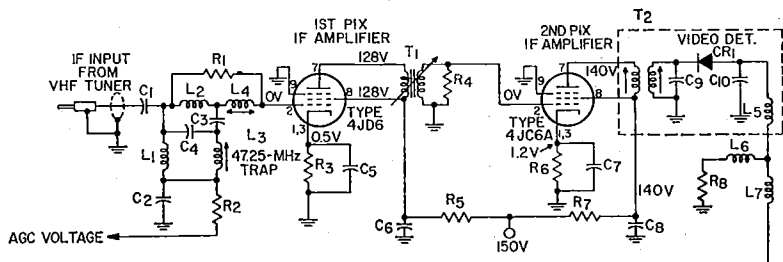 T2
1ST PIX
IF AMPLIFIER
2ND PIX
IF AMPLIFIER
VIDEO DET.
IF INPUT
FROM
VHF TUNER
R1
128V
T1
7
7
140V
CR1
C1
L2
L4
9
128V
R4
9
C9
C10
0V
2
8
0V
2
8
C3
TYPE
4JD6
TYPE
4JC6A
L5
C4
L3
1,3
0.5V
1,3
L1
47.25-MHz
TRAP
1.2V
L6
R3
C5
R6
C7
R8
L7
C2
R2
140V
R5
R7
C6
C8
AGC VOLTAGE
150V